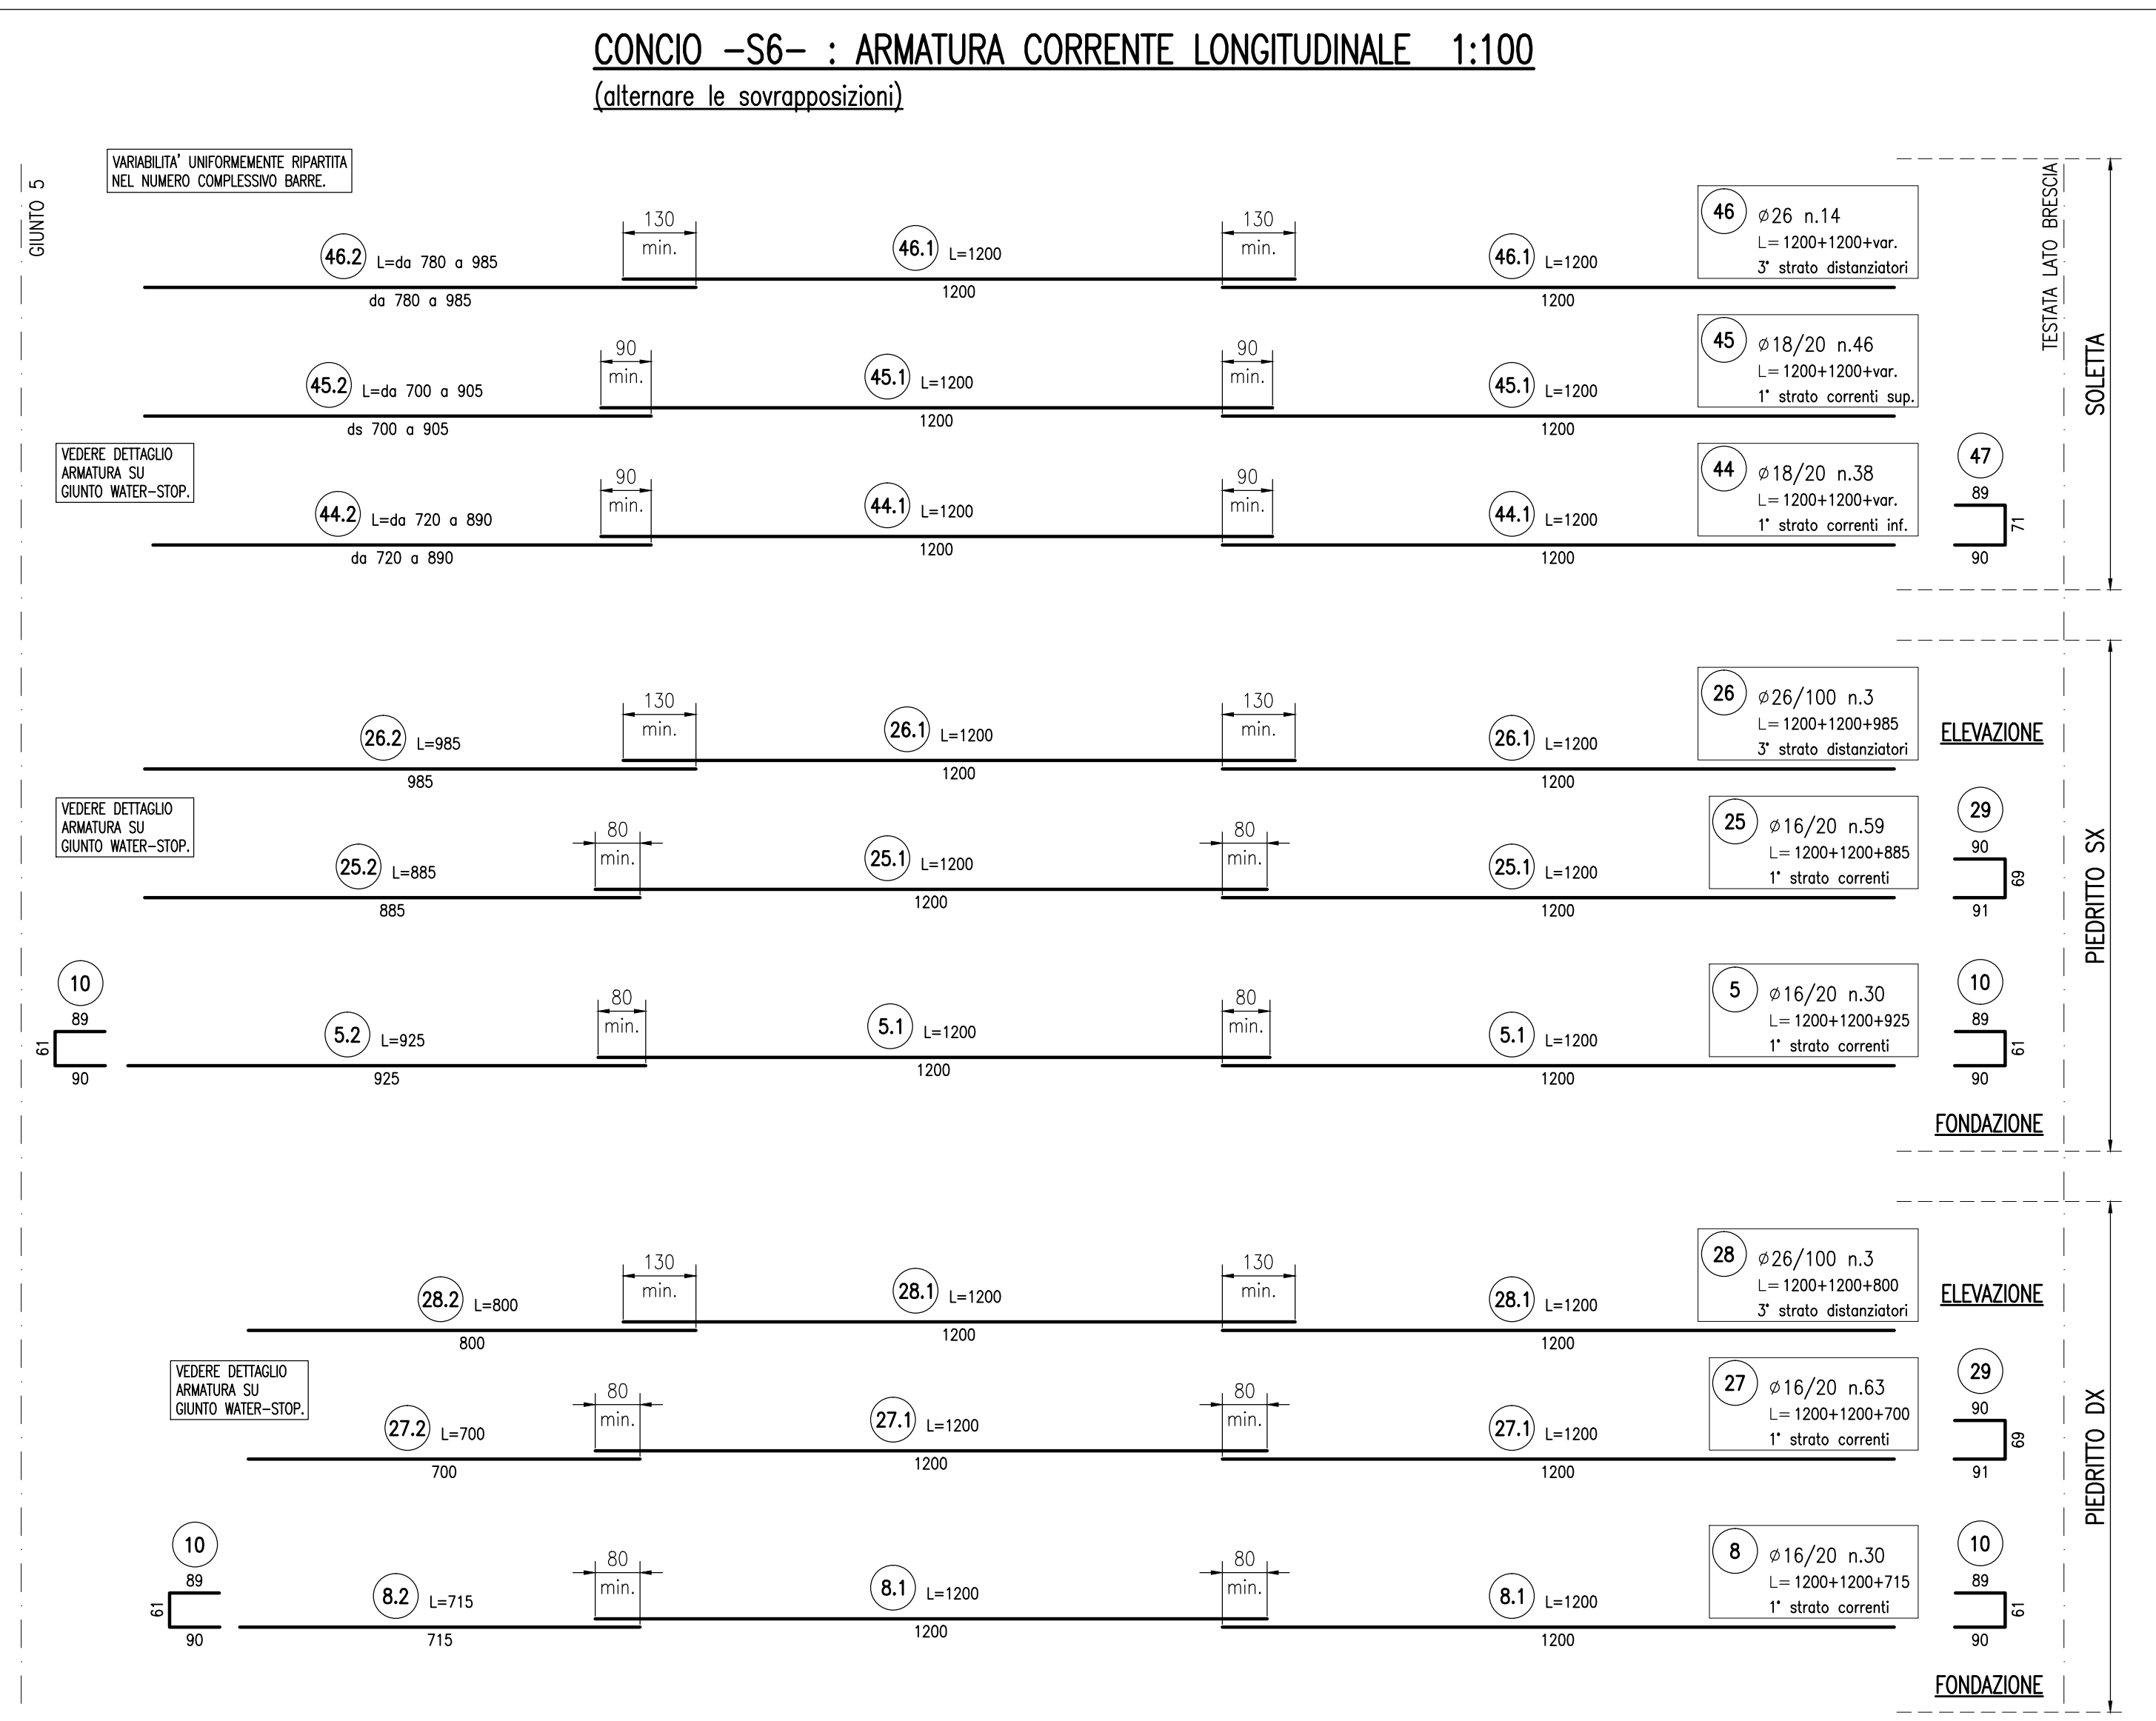 CONCIO -S6- : ARMATURA CORRENTE LONGITUDINALE 1:100
(alternare le sovrapposizioni)
GIUNTO 5
VARIABILITA' UNIFORMEMENTE RIPARTITA
NEL NUMERO COMPLESSIVO BARRE.
TESTATA LATO BRESCIA
SOLETTA
46.2 L=da 780 a 985
da 780 a 985
130
min.
46.1 L=1200
1200
130
min.
46.1 L=1200
1200
46 ø26 n.14
L=1200+1200+var.
3° strato distanziatori
45.2 L=da 700 a 905
ds 700 a 905
90
min.
45.1 L=1200
1200
90
min.
45.1 L=1200
1200
45 ø18/20 n.46
L=1200+1200+var.
1° strato correnti sup.
VEDERE DETTAGLIO
ARMATURA SU
GIUNTO WATER-STOP.
44.2 L=da 720 a 890
da 720 a 890
90
min.
44.1 L=1200
1200
90
min.
44.1 L=1200
1200
44 ø18/20 n.38
L=1200+1200+var.
1° strato correnti inf.
47
89
71
90
PIEDRITTO SX
26.2 L=985
985
130
min.
26.1 L=1200
1200
130
min.
26.1 L=1200
1200
26 ø26/100 n.3
L=1200+1200+985
3° strato distanziatori
ELEVAZIONE
VEDERE DETTAGLIO
ARMATURA SU
GIUNTO WATER-STOP.
25.2 L=885
885
80
min.
25.1 L=1200
1200
80
min.
25.1 L=1200
1200
25 ø16/20 n.59
L=1200+1200+885
1° strato correnti
29
90
69
91
10
89
61
90
5.2 L=925
925
80
min.
5.1 L=1200
1200
80
min.
5.1 L=1200
1200
5 ø16/20 n.30
L=1200+1200+925
1° strato correnti
10
89
61
90
FONDAZIONE
PIEDRITTO DX
28.2 L=800
800
130
min.
28.1 L=1200
1200
130
min.
28.1 L=1200
1200
28 ø26/100 n.3
L=1200+1200+800
3° strato distanziatori
ELEVAZIONE
VEDERE DETTAGLIO
ARMATURA SU
GIUNTO WATER-STOP.
27.2 L=700
700
80
min.
27.1 L=1200
1200
80
min.
27.1 L=1200
1200
27 ø16/20 n.63
L=1200+1200+700
1° strato correnti
29
90
69
91
10
89
61
90
8.2 L=715
715
80
min.
8.1 L=1200
1200
80
min.
8.1 L=1200
1200
8 ø16/20 n.30
L=1200+1200+715
1° strato correnti
10
89
61
90
FONDAZIONE